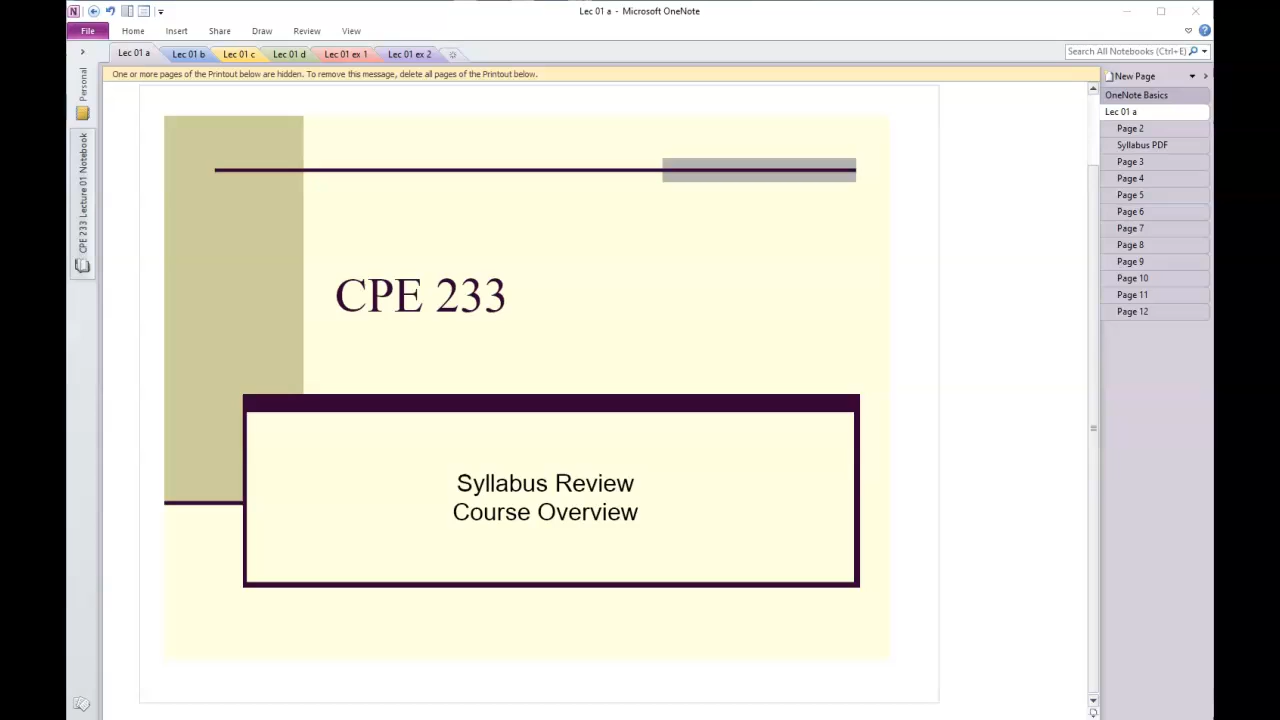 Lec 01 a - Microsoft OneNote
File Home Insert Share Draw Review View
Lec 01 a Lec 01 b Lec 01 c Lec 01 d Lec 01 ex 1 Lec 01 ex 2
Search All Notebooks (Ctrl+E)
One or more pages of the Printout below are hidden. To remove this message, delete all pages of the Printout below.
Personal
CPE 233 Lecture 01 Notebook
CPE 233
Syllabus Review
Course Overview
New Page
OneNote Basics
Lec 01 a
Page 2
Syllabus PDF
Page 3
Page 4
Page 5
Page 6
Page 7
Page 8
Page 9
Page 10
Page 11
Page 12